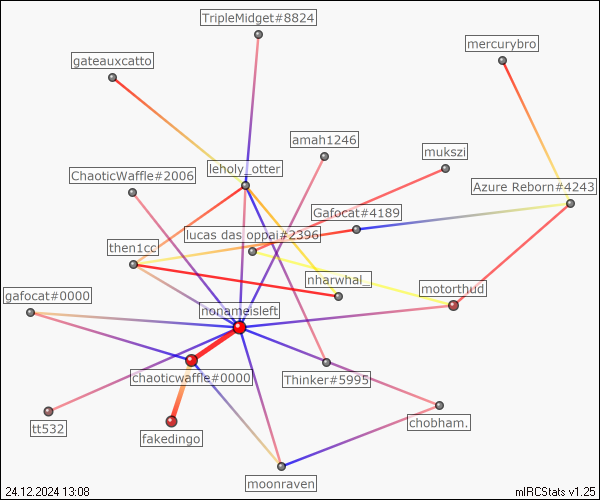 TripleMidget#8824
mercurybro
gateauxcatto
amah1246
mukszi
leholy_otter
ChaoticWaffle#2006
Azure Reborn#4243
Gafocat#4189
lucas das oppai#2396
then1cc
nharwhal_
motorthud
gafocat#0000
nonameisleft
chaoticwaffle#0000
Thinker#5995
chobham.
tt532
fakedingo
moonraven
24.12.2024 13:08
mIRCStats v1.25